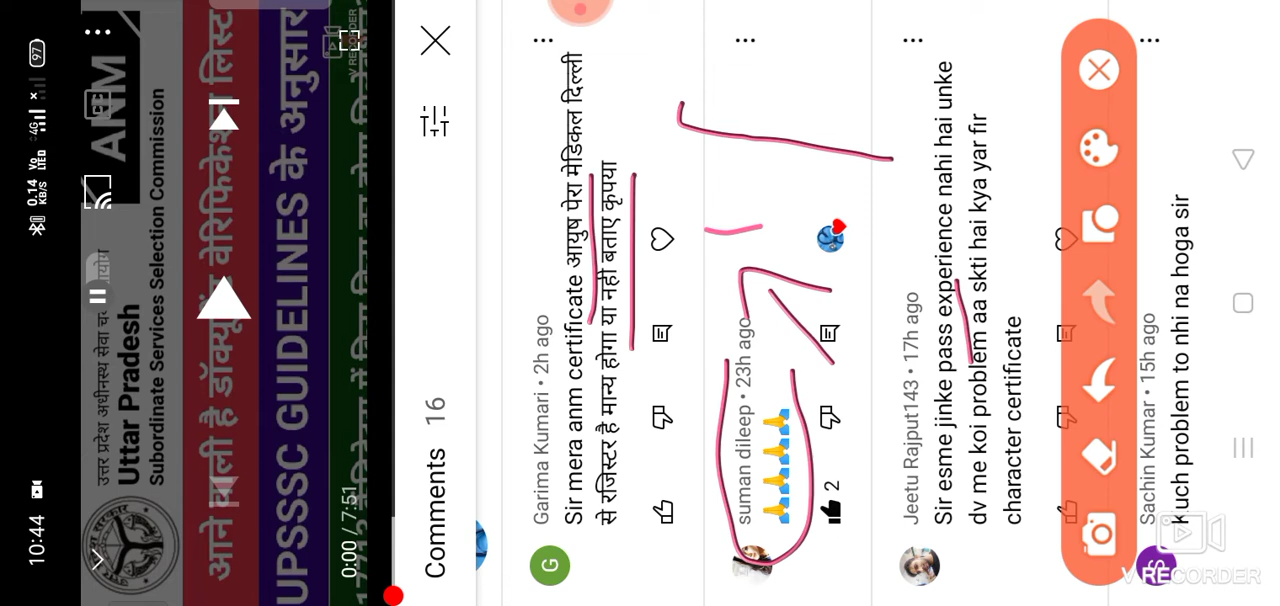 10:44
0.14 KB/S
Vo LTED
4G
97
उत्तर प्रदेश अधीनस्थ सेवा
Uttar Pradesh
Subordinate Services Selection Commission
ANM
आने वाली है डॉक्यूमेंट वेरिफिकेशन लिस्ट
UPSSSC GUIDELINES के अनुसार
V RECORDER
0:00 / 7:51
Comments 16
G
Garima Kumari • 2h ago
Sir mera anm certificate आयुष पेरा मेडिकल दिल्ली
से रजिस्टर है मान्य होगा या नही बताए कृपया
suman dileep • 23h ago
🙏🙏🙏🙏
2
Jeetu Rajput143 • 17h ago
Sir esme jinke pass experience nahi hai unke
dv me koi problem aa skti hai kya yar fir
character certificate
Sachin Kumar • 15h ago
Kuch problem to nhi na hoga sir
V RECORDER